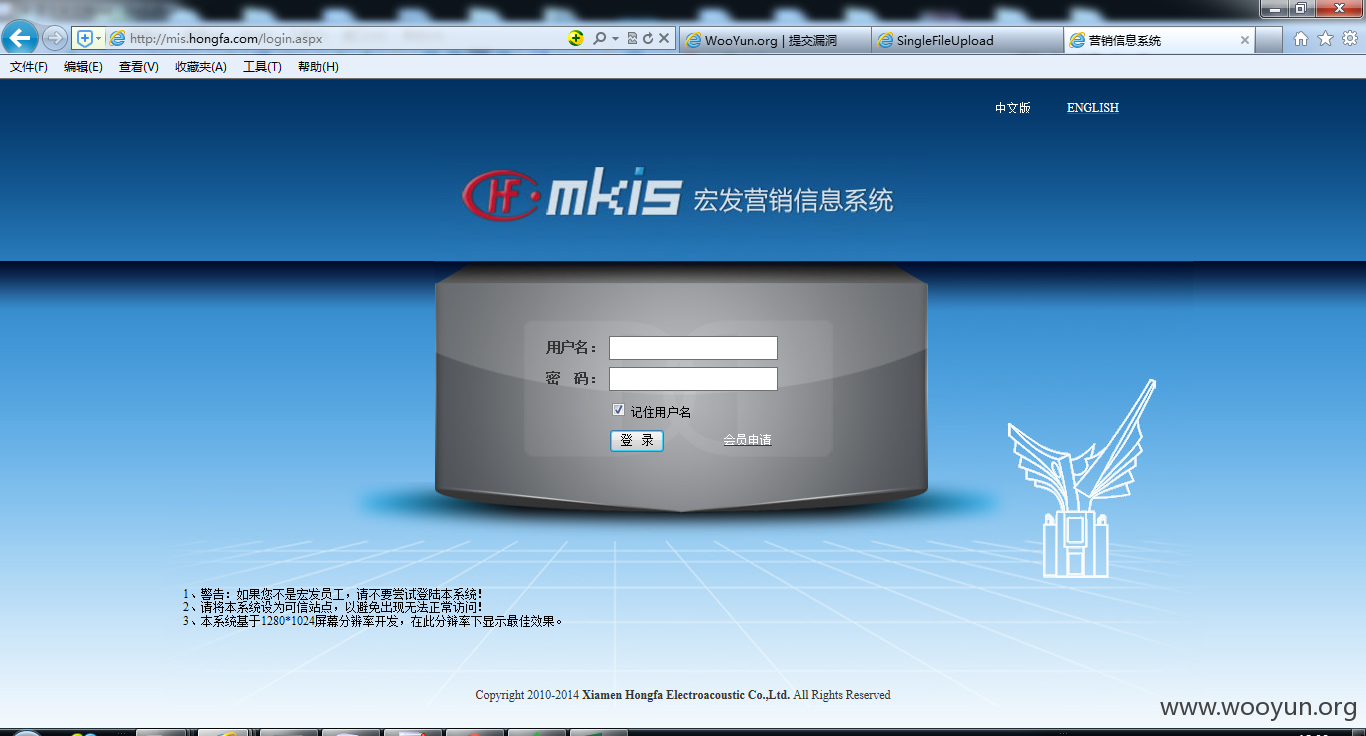 http://mis.hongfa.com/login.aspx
WooYun.org | 提交漏洞
SingleFileUpload
营销信息系统
文件(F) 编辑(E) 查看(V) 收藏夹(A) 工具(T) 帮助(H)
中文版 ENGLISH
HF mkis 宏发营销信息系统
用户名：
密 码：
记住用户名
登 录 会员申请
1、警告：如果您不是宏发员工，请不要尝试登陆本系统！
2、请将本系统设为可信站点，以避免出现无法正常访问！
3、本系统基于1280*1024屏幕分辨率开发，在此分辨率下显示最佳效果。
Copyright 2010-2014 Xiamen Hongfa Electroacoustic Co.,Ltd. All Rights Reserved
www.wooyun.org